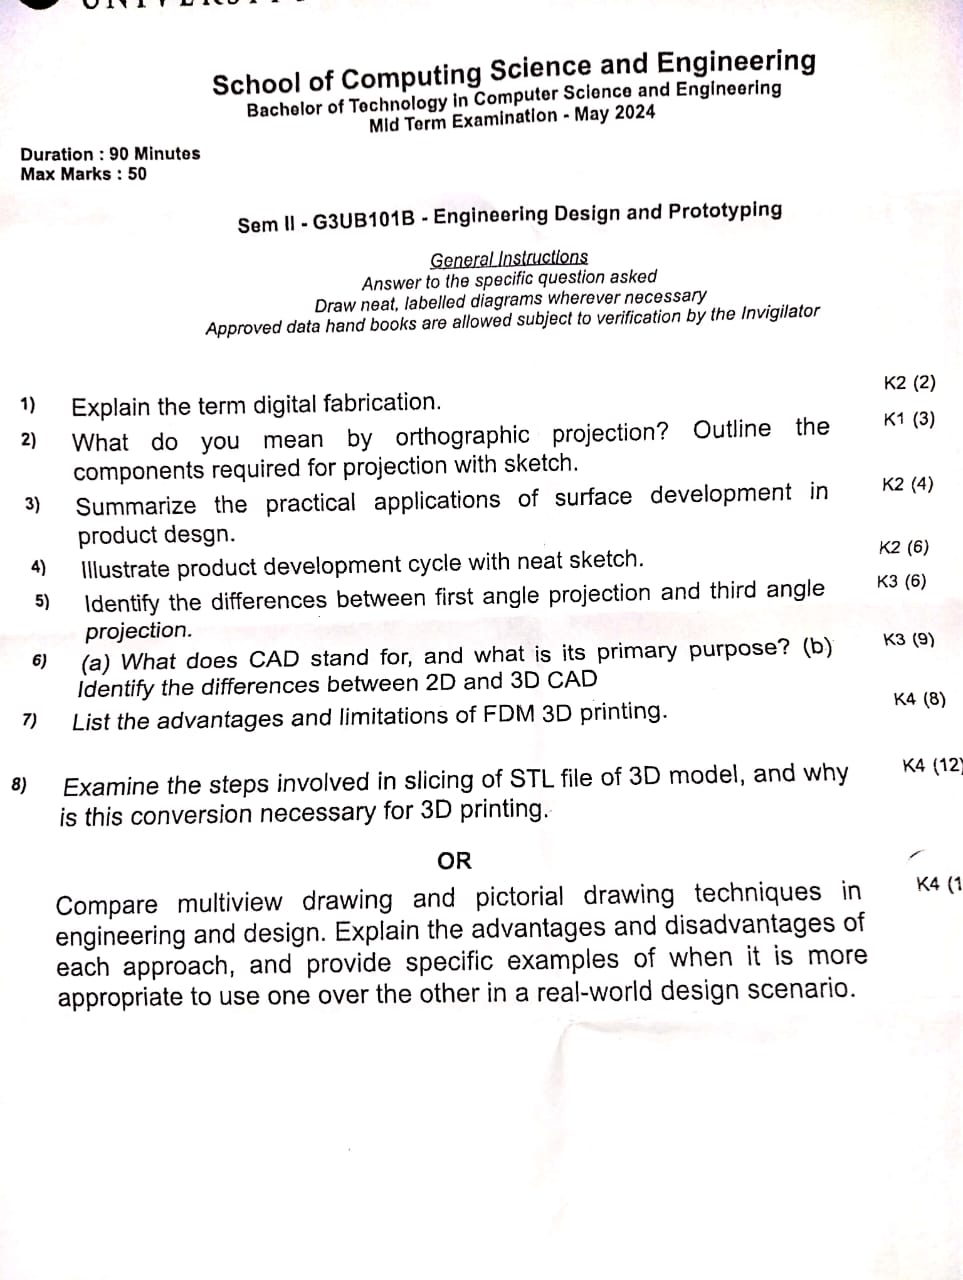 School of Computing Science and Engineering
Bachelor of Technology in Computer Science and Engineering
Mid Term Examination - May 2024
Duration : 90 Minutes
Max Marks : 50
Sem II - G3UB101B - Engineering Design and Prototyping
General Instructions
Answer to the specific question asked
Draw neat, labelled diagrams wherever necessary
Approved data hand books are allowed subject to verification by the Invigilator
1) Explain the term digital fabrication. K2 (2)
2) What do you mean by orthographic projection? Outline the K1 (3)
components required for projection with sketch.
3) Summarize the practical applications of surface development in K2 (4)
product desgn.
4) Illustrate product development cycle with neat sketch. K2 (6)
5) Identify the differences between first angle projection and third angle K3 (6)
projection.
6) (a) What does CAD stand for, and what is its primary purpose? (b) K3 (9)
Identify the differences between 2D and 3D CAD
7) List the advantages and limitations of FDM 3D printing. K4 (8)
8) Examine the steps involved in slicing of STL file of 3D model, and why K4 (12)
is this conversion necessary for 3D printing.
OR
Compare multiview drawing and pictorial drawing techniques in K4 (1
engineering and design. Explain the advantages and disadvantages of
each approach, and provide specific examples of when it is more
appropriate to use one over the other in a real-world design scenario.